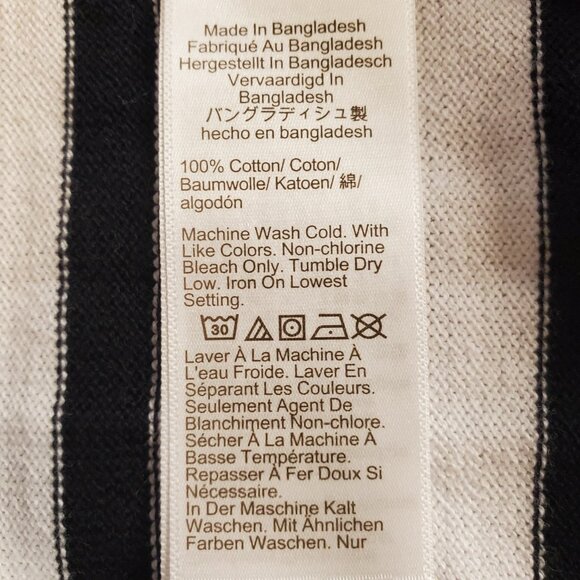 Made In Bangladesh
Fabriqué Au Bangladesh
Hergestellt In Bangladesch
Vervaardigd In
Bangladesh
バングラディシュ製
hecho en bangladesh
100% Cotton/ Coton/
Baumwolle/ Katoen/ 綿/
algodón
Machine Wash Cold. With
Like Colors. Non-chlorine
Bleach Only. Tumble Dry
Low. Iron On Lowest
Setting.
30
Laver À La Machine À
L'eau Froide. Laver En
Séparant Les Couleurs.
Seulement Agent De
Blanchiment Non-chlore.
Sécher À La Machine À
Basse Température.
Repasser À Fer Doux Si
Nécessaire.
In Der Maschine Kalt
Waschen. Mit Ähnlichen
Farben Waschen. Nur